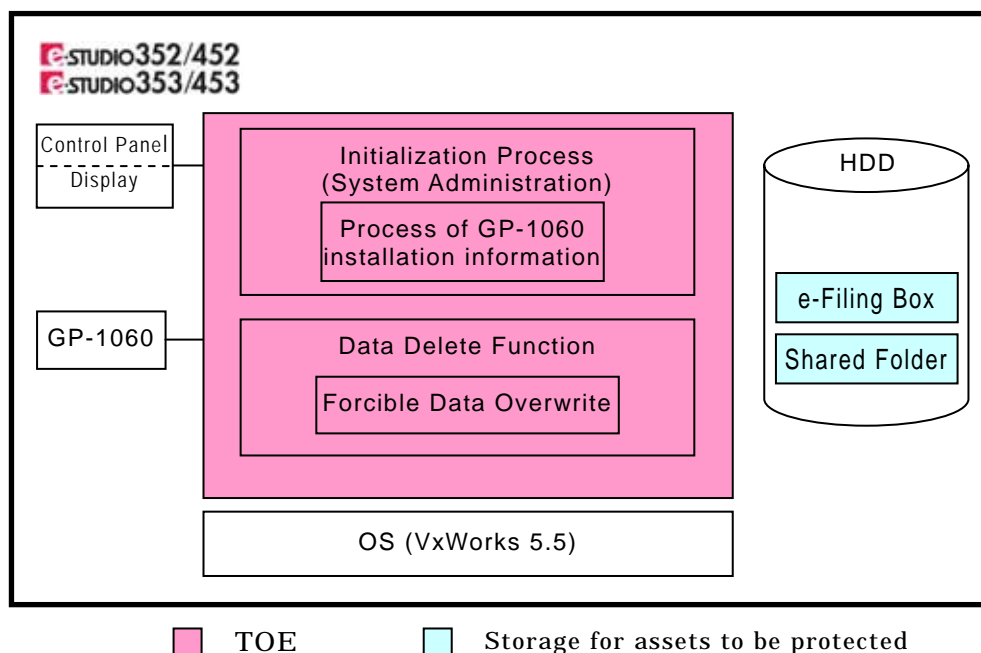 e-STUDIO352/452
e-STUDIO353/453
Control Panel
Display
GP-1060
Initialization Process
(System Administration)
Process of GP-1060
installation information
Data Delete Function
Forcible Data Overwrite
OS (VxWorks 5.5)
HDD
e-Filing Box
Shared Folder
TOE
Storage for assets to be protected